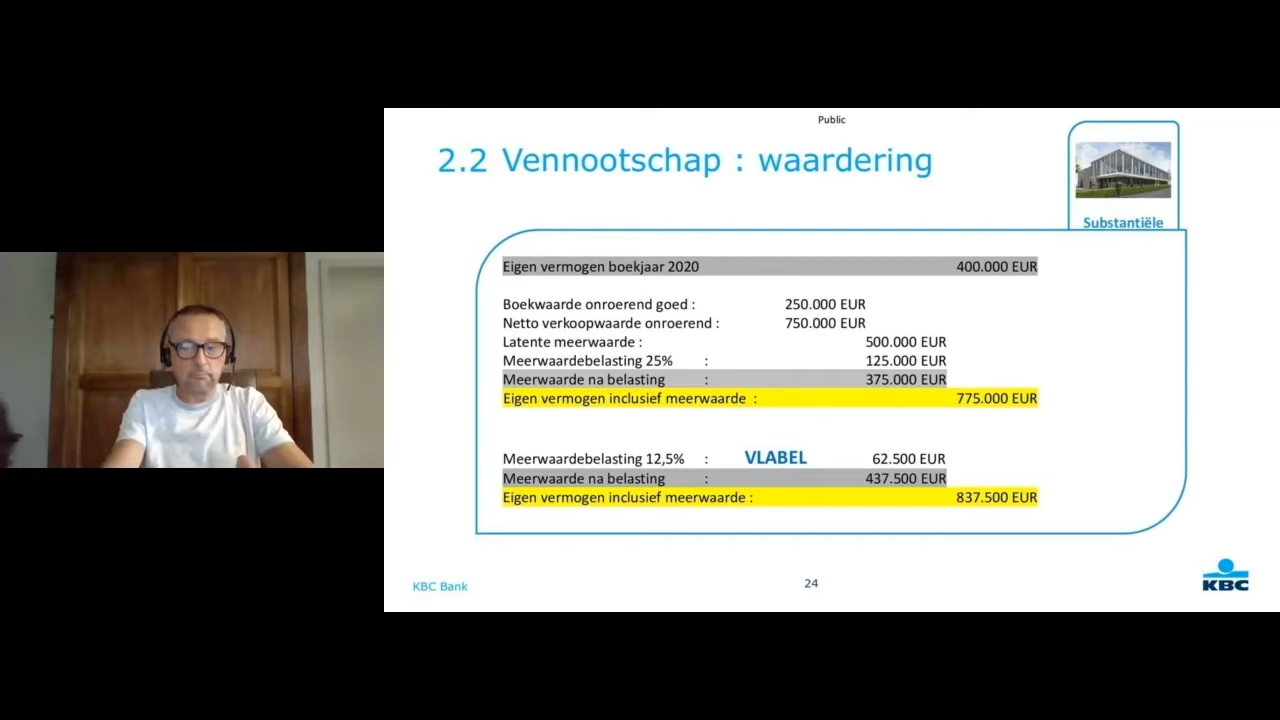 Public
2.2 Vennootschap : waardering
Substantiële
Eigen vermogen boekjaar 2020 400.000 EUR
Boekwaarde onroerend goed : 250.000 EUR
Netto verkoopwaarde onroerend : 750.000 EUR
Latente meerwaarde : 500.000 EUR
Meerwaardebelasting 25% : 125.000 EUR
Meerwaarde na belasting : 375.000 EUR
Eigen vermogen inclusief meerwaarde : 775.000 EUR
Meerwaardebelasting 12,5% : VLABEL 62.500 EUR
Meerwaarde na belasting : 437.500 EUR
Eigen vermogen inclusief meerwaarde : 837.500 EUR
KBC Bank
24
KBC